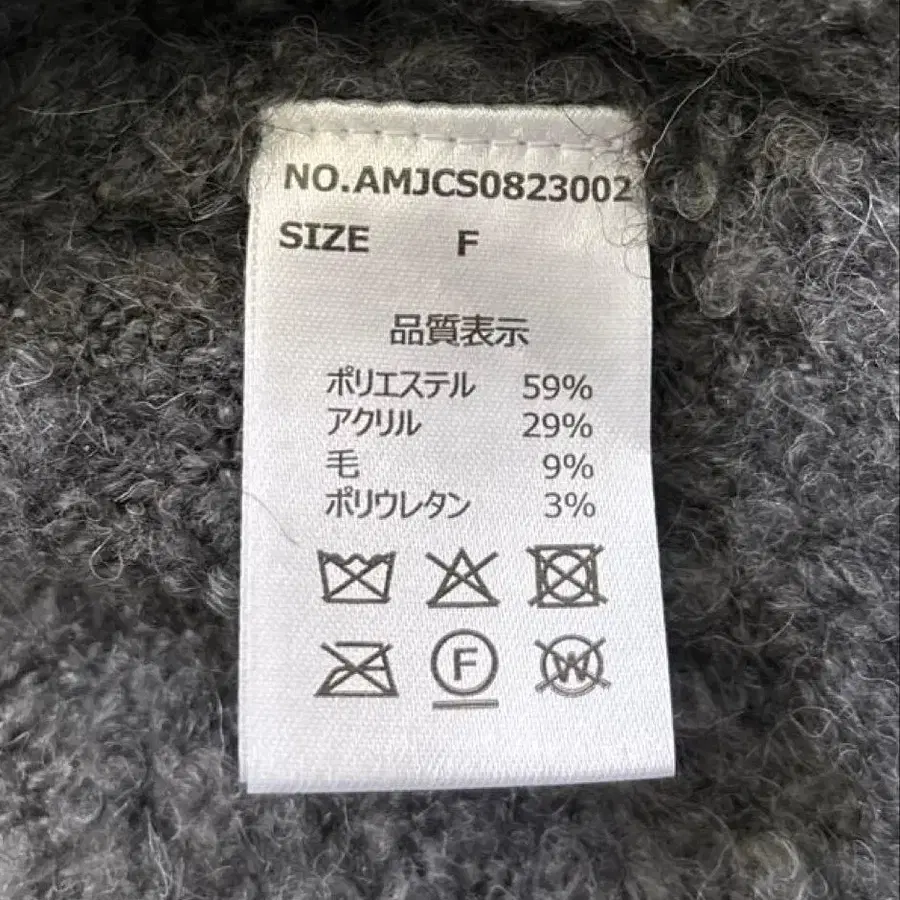 NO.AMJCS0823002
SIZE F
品質表示
ポリエステル 59%
アクリル 29%
毛 9%
ポリウレタン 3%
F W